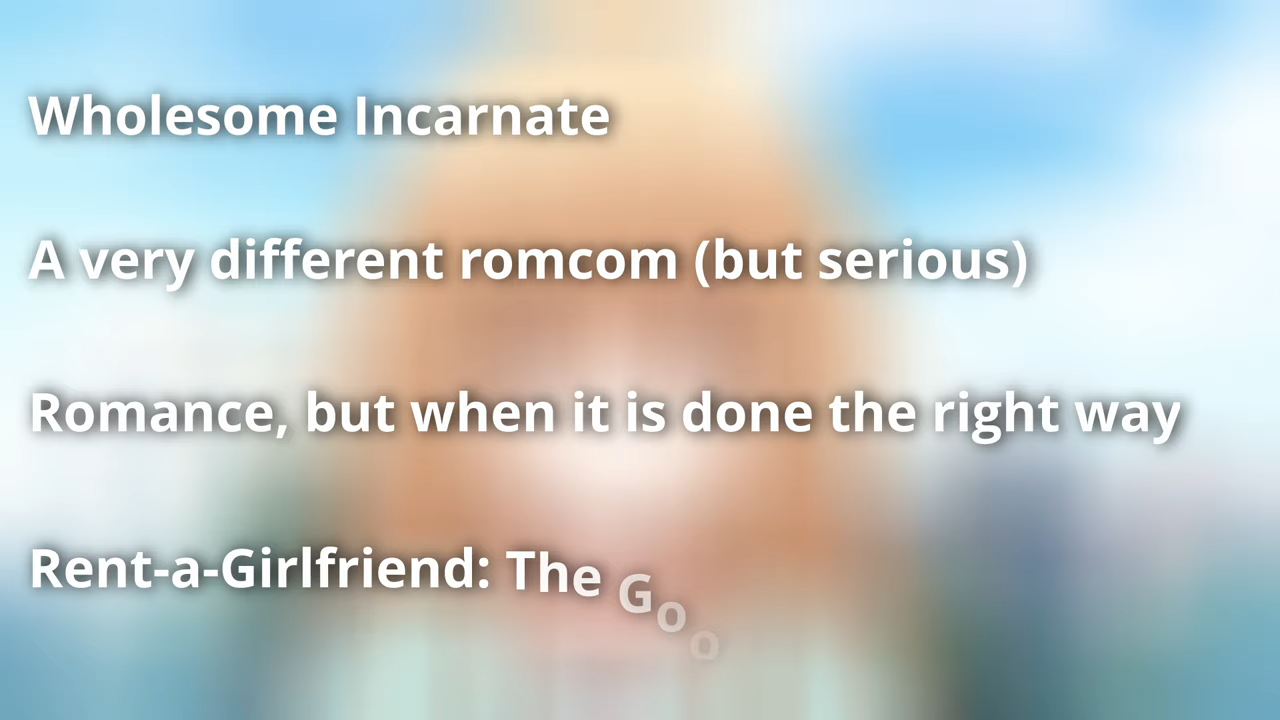 Wholesome Incarnate
A very different romcom (but serious)
Romance, but when it is done the right way
Rent-a-Girlfriend: The Goo